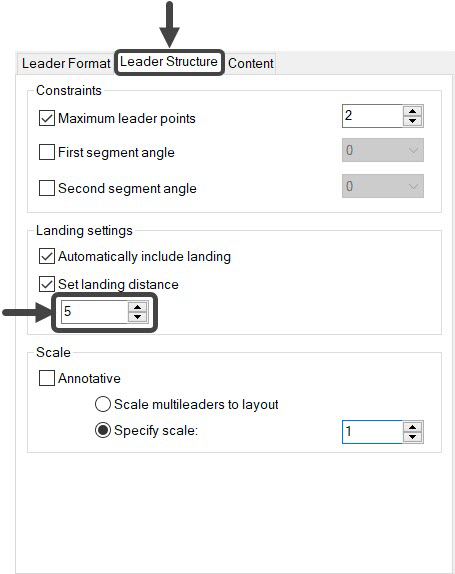 Leader Format Leader Structure Content
Constraints
Maximum leader points 2
First segment angle 0
Second segment angle 0
Landing settings
Automatically include landing
Set landing distance
5
Scale
Annotative
Scale multileaders to layout
Specify scale: 1